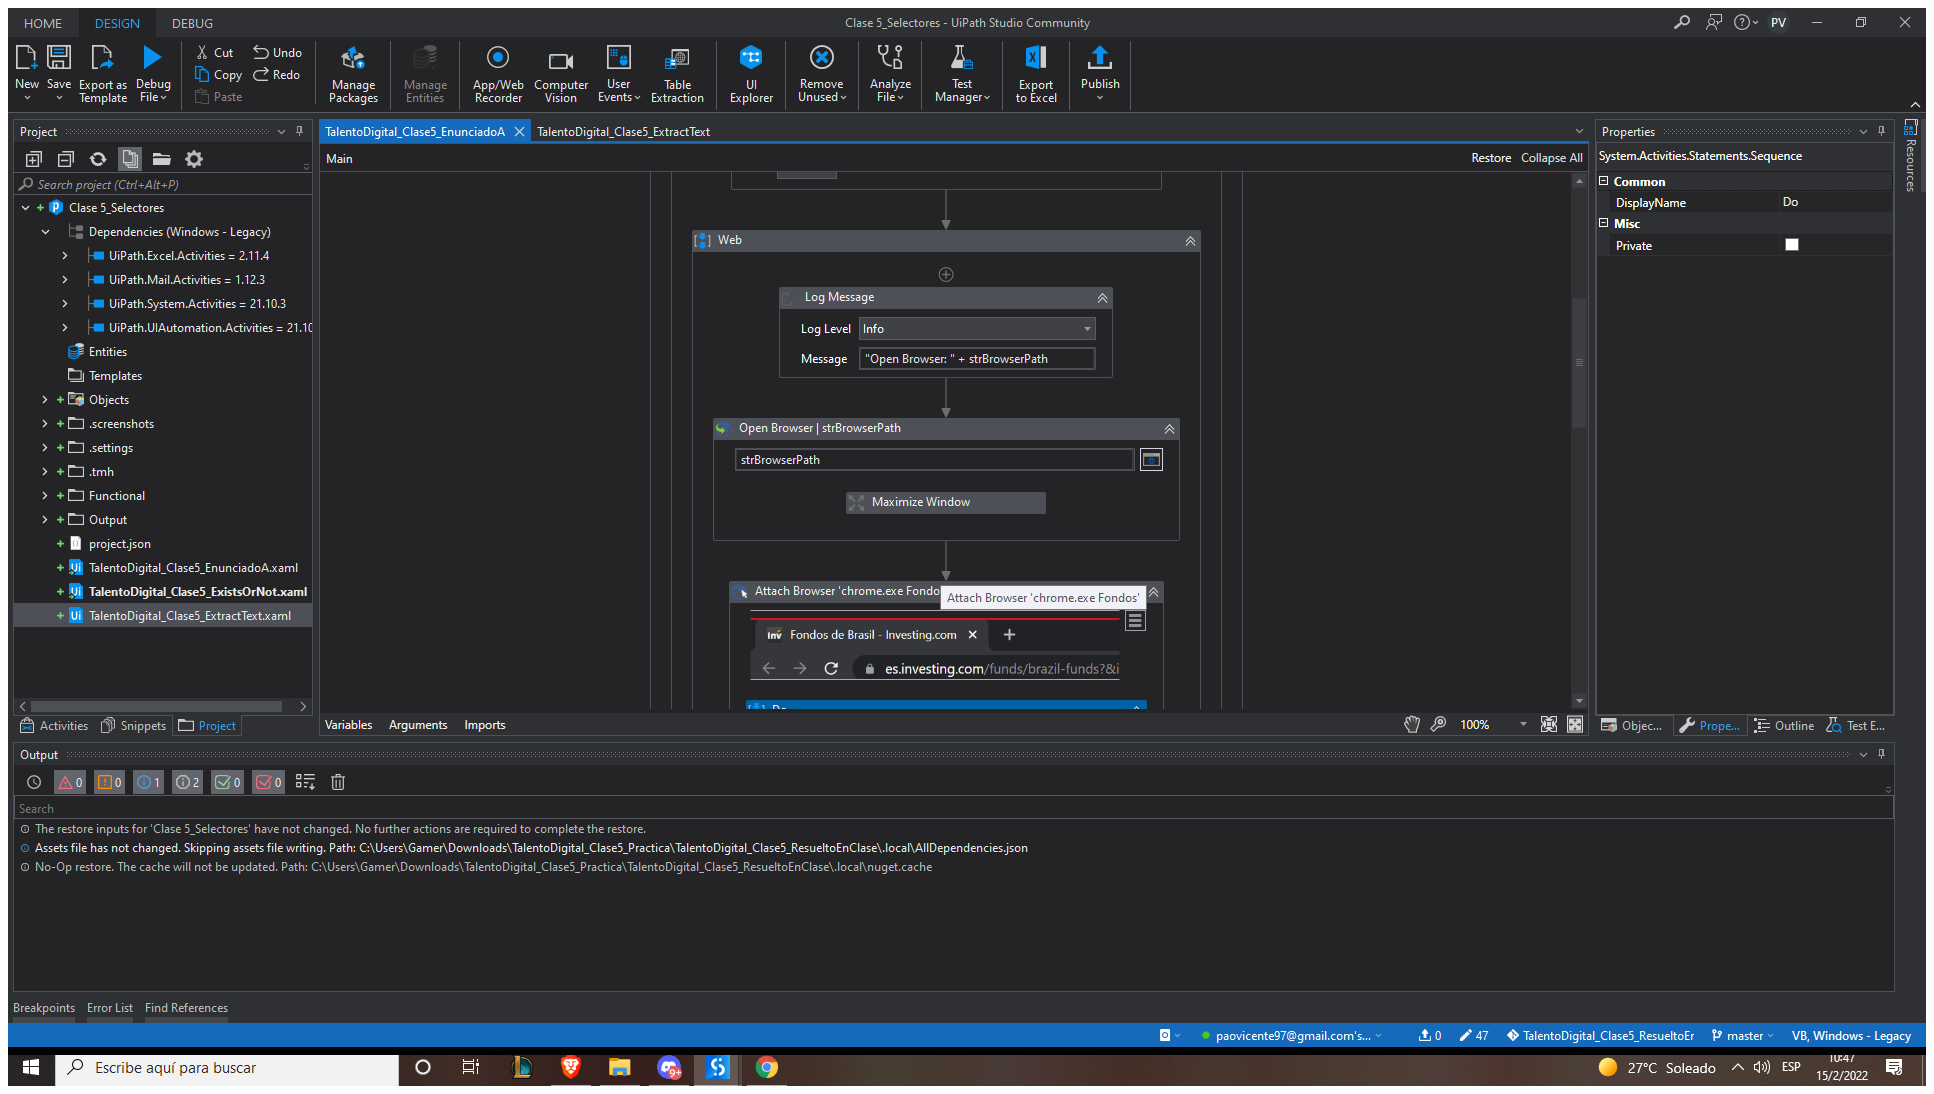 HOME DESIGN DEBUG
Clase 5_Selectores - UiPath Studio Community
PV
New
Save
Export as Template
Debug File
Cut
Copy
Paste
Undo
Redo
Manage Packages
Manage Entities
App/Web Recorder
Computer Vision
User Events
Table Extraction
UI Explorer
Remove Unused
Analyze File
Test Manager
Export to Excel
Publish
Project
Search project (Ctrl+Alt+P)
Clase 5_Selectores
Dependencies (Windows - Legacy)
UiPath.Excel.Activities = 2.11.4
UiPath.Mail.Activities = 1.12.3
UiPath.System.Activities = 21.10.3
UiPath.UIAutomation.Activities = 21.10
Entities
Templates
Objects
.screenshots
.settings
.tmh
Functional
Output
project.json
TalentoDigital_Clase5_EnunciadoA.xaml
TalentoDigital_Clase5_ExistsOrNot.xaml
TalentoDigital_Clase5_ExtractText.xaml
Activities Snippets Project
TalentoDigital_Clase5_EnunciadoA
TalentoDigital_Clase5_ExtractText
Main
Restore Collapse All
Web
Log Message
Log Level Info
Message "Open Browser: " + strBrowserPath
Open Browser | strBrowserPath
strBrowserPath
Maximize Window
Attach Browser 'chrome.exe Fondo
Attach Browser 'chrome.exe Fondos'
inv Fondos de Brasil - Investing.com
es.investing.com/funds/brazil-funds?&i
Do
Variables Arguments Imports
100%
Properties
System.Activities.Statements.Sequence
Common
DisplayName Do
Misc
Private
Resources
Objec... Prope... Outline Test E...
Output
0 0 1 2 0 0
Search
The restore inputs for 'Clase 5_Selectores' have not changed. No further actions are required to complete the restore.
Assets file has not changed. Skipping assets file writing. Path: C:\Users\Gamer\Downloads\TalentoDigital_Clase5_Practica\TalentoDigital_Clase5_ResueltoEnClase\.local\AllDependencies.json
No-Op restore. The cache will not be updated. Path: C:\Users\Gamer\Downloads\TalentoDigital_Clase5_Practica\TalentoDigital_Clase5_ResueltoEnClase\.local\nuget.cache
Breakpoints Error List Find References
paovicente97@gmail.com's... 0 47 TalentoDigital_Clase5_ResueltoEr master VB, Windows - Legacy
Escribe aquí para buscar
9+
27°C Soleado
ESP
10:47
15/2/2022